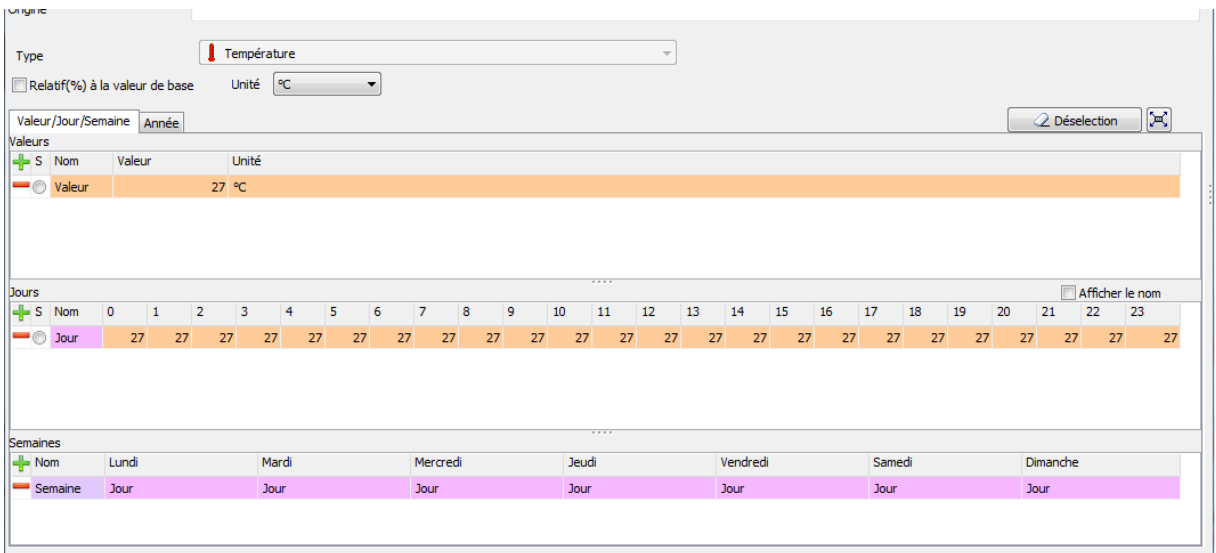 Origine
Type Température
Relatif(%) à la valeur de base Unité ºC
Valeur/Jour/Semaine Année Déselection
Valeurs
S Nom Valeur Unité
Valeur 27 ºC
Jours Afficher le nom
S Nom 0 1 2 3 4 5 6 7 8 9 10 11 12 13 14 15 16 17 18 19 20 21 22 23
Jour 27 27 27 27 27 27 27 27 27 27 27 27 27 27 27 27 27 27 27 27 27 27 27 27
Semaines
Nom Lundi Mardi Mercredi Jeudi Vendredi Samedi Dimanche
Semaine Jour Jour Jour Jour Jour Jour Jour